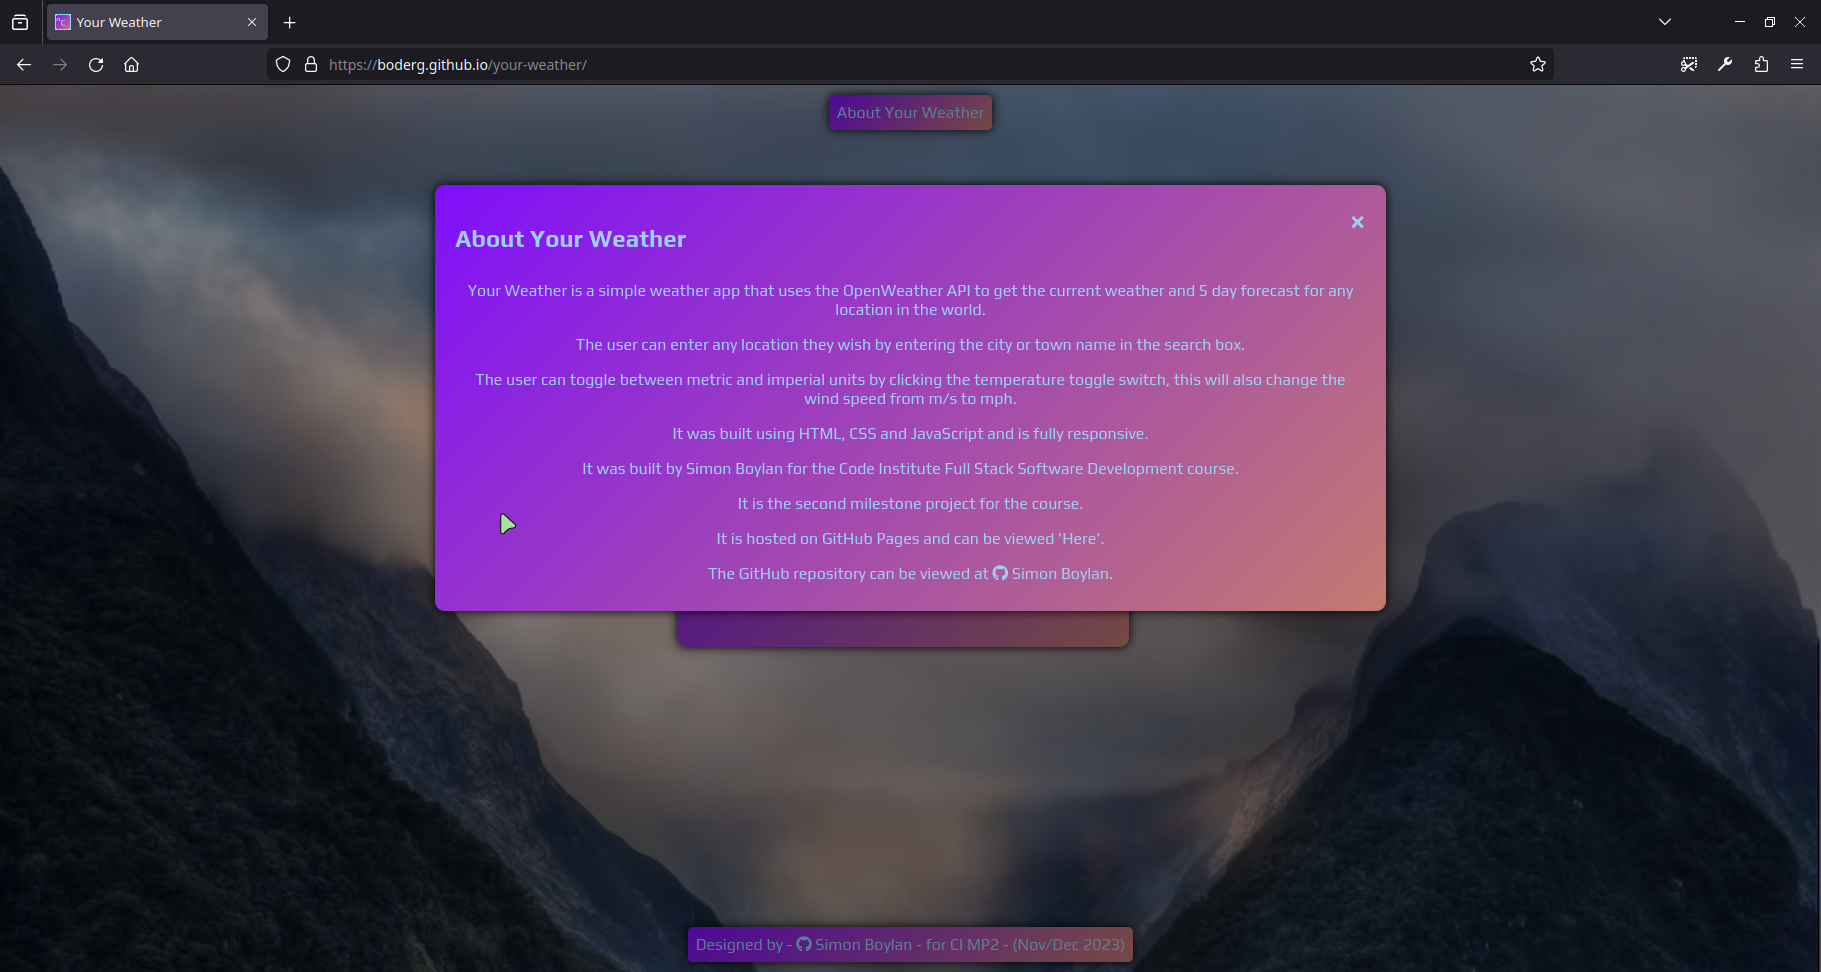 Your Weather
https://boderg.github.io/your-weather/
About Your Weather
About Your Weather
Your Weather is a simple weather app that uses the OpenWeather API to get the current weather and 5 day forecast for any
location in the world.
The user can enter any location they wish by entering the city or town name in the search box.
The user can toggle between metric and imperial units by clicking the temperature toggle switch, this will also change the
wind speed from m/s to mph.
It was built using HTML, CSS and JavaScript and is fully responsive.
It was built by Simon Boylan for the Code Institute Full Stack Software Development course.
It is the second milestone project for the course.
It is hosted on GitHub Pages and can be viewed 'Here'.
The GitHub repository can be viewed at Simon Boylan.
Designed by - Simon Boylan - for CI MP2 - (Nov/Dec 2023)